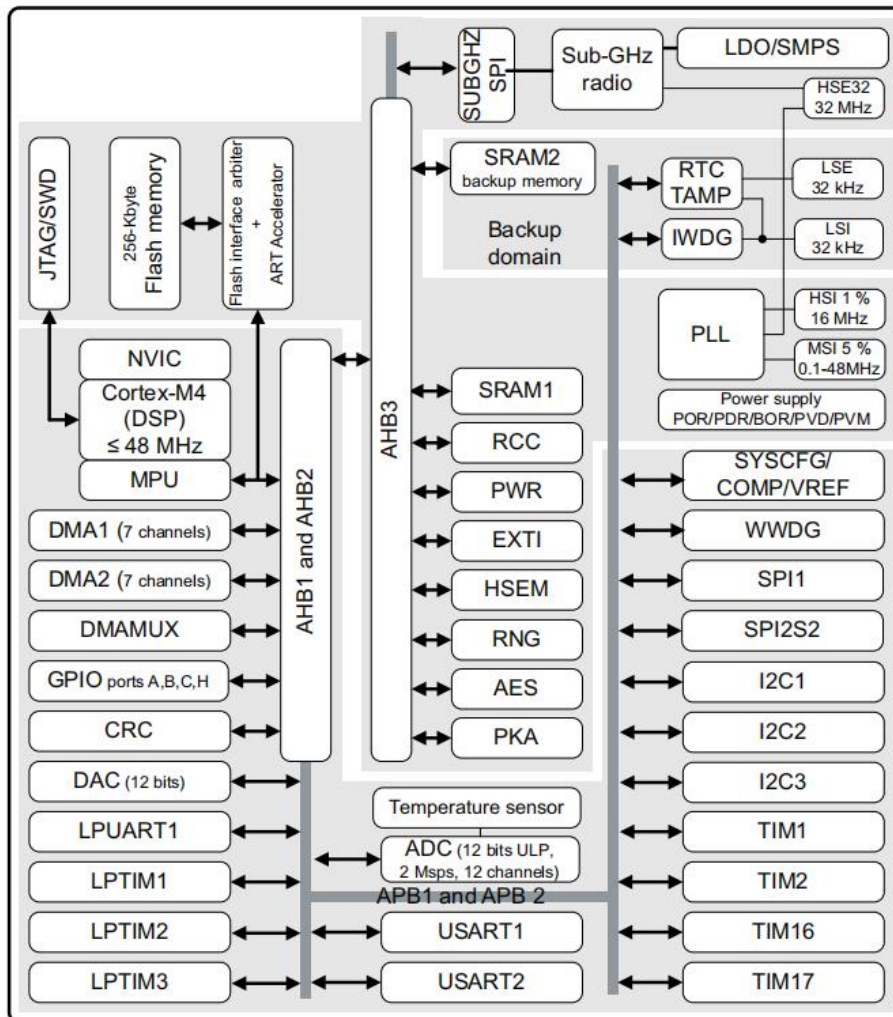 SUBGHZ
SPI
Sub-GHz
radio
LDO/SMPS
HSE32
32 MHz
JTAG/SWD
256-Kbyte
Flash memory
Flash interface arbiter
+
ART Accelerator
SRAM2
backup memory
RTC
TAMP
LSE
32 kHz
Backup
domain
IWDG
LSI
32 kHz
PLL
HSI 1 %
16 MHz
MSI 5 %
0.1-48MHz
Power supply
POR/PDR/BOR/PVD/PVM
NVIC
Cortex-M4
(DSP)
≤ 48 MHz
MPU
AHB1 and AHB2
AHB3
SRAM1
RCC
PWR
EXTI
HSEM
RNG
AES
PKA
DMA1 (7 channels)
DMA2 (7 channels)
DMAMUX
GPIO ports A,B,C,H
CRC
DAC (12 bits)
LPUART1
LPTIM1
LPTIM2
LPTIM3
Temperature sensor
ADC (12 bits ULP,
2 Msps, 12 channels)
APB1 and APB 2
USART1
USART2
SYSCFG/
COMP/VREF
WWDG
SPI1
SPI2S2
I2C1
I2C2
I2C3
TIM1
TIM2
TIM16
TIM17